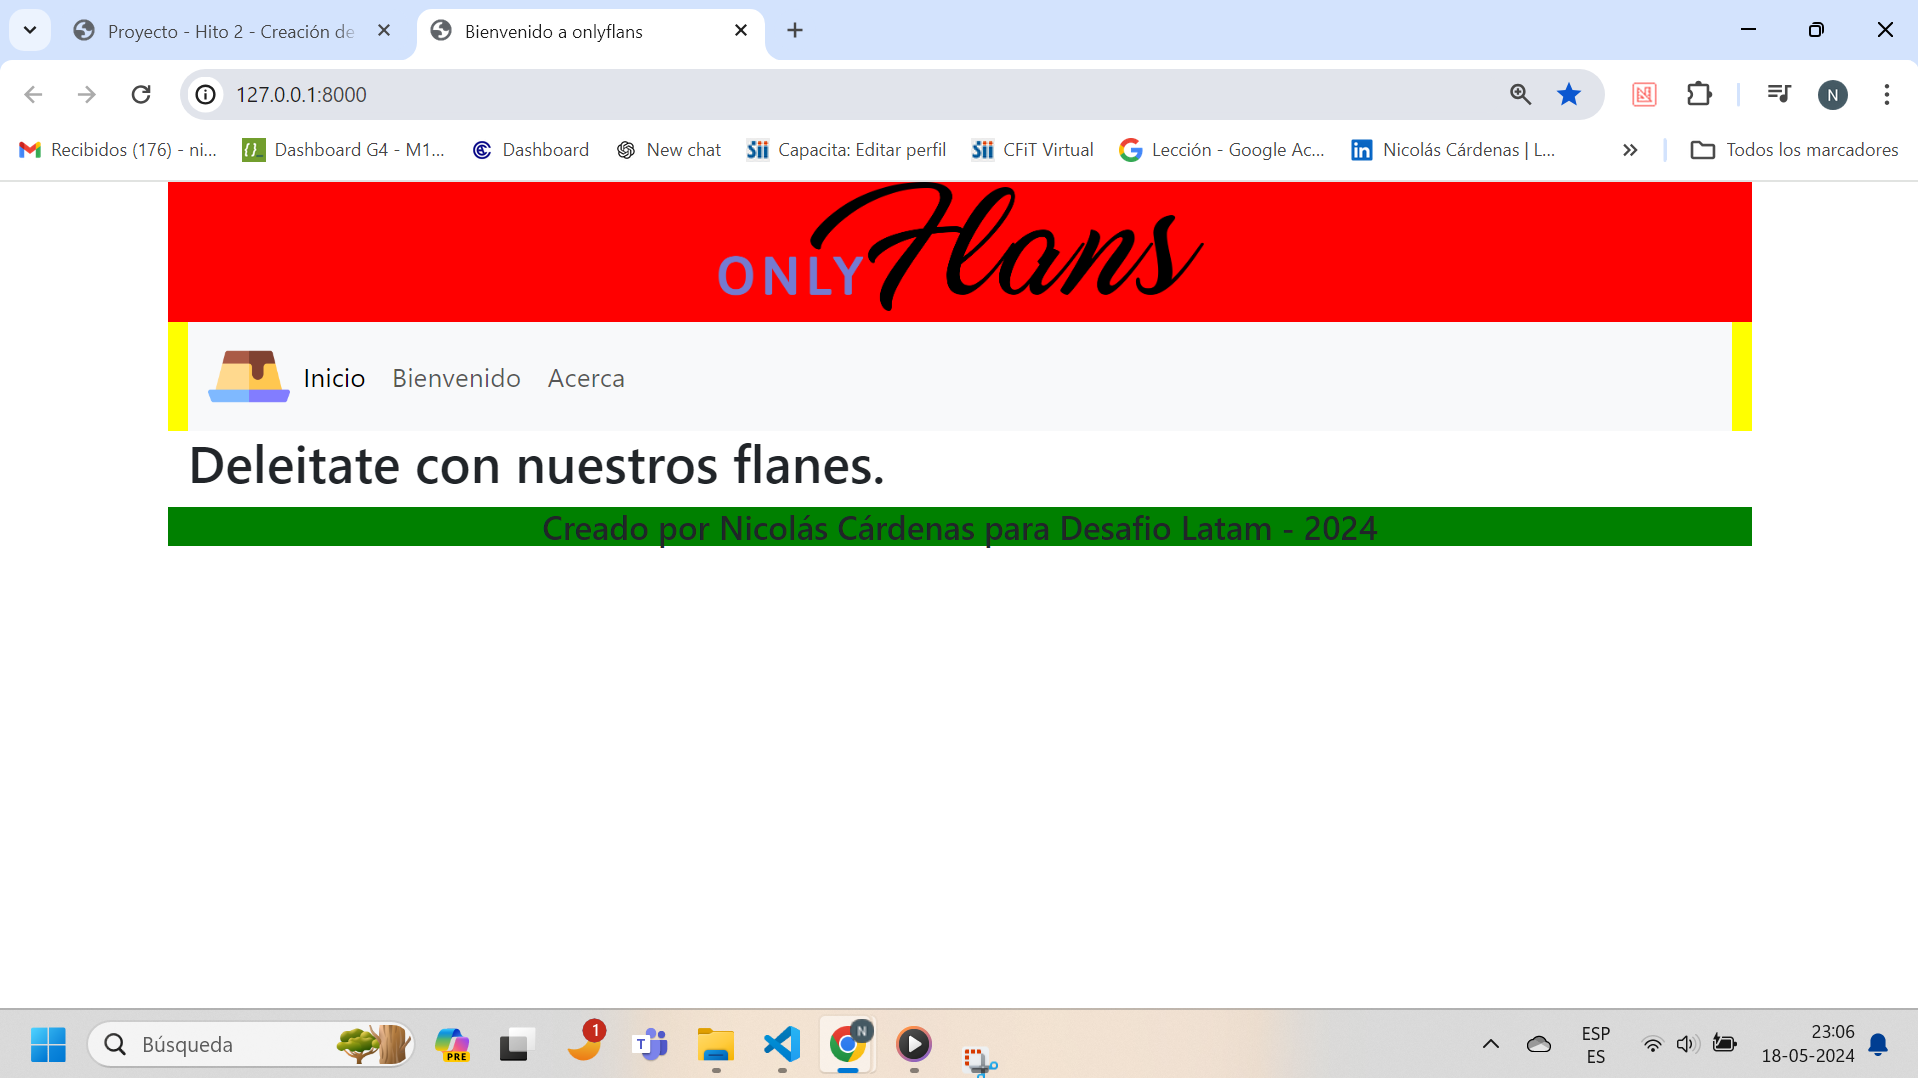 Proyecto - Hito 2 - Creación de
Bienvenido a onlyflans
127.0.0.1:8000
N
Recibidos (176) - ni...
Dashboard G4 - M1...
Dashboard
New chat
Sii
Capacita: Editar perfil
Sii
CFiT Virtual
Lección - Google Ac...
in
Nicolás Cárdenas | L...
Todos los marcadores
ONLY Flans
Inicio Bienvenido Acerca
Deleitate con nuestros flanes.
Creado por Nicolás Cárdenas para Desafio Latam - 2024
Búsqueda
PRE
1
T
N
ESP
ES
23:06
18-05-2024